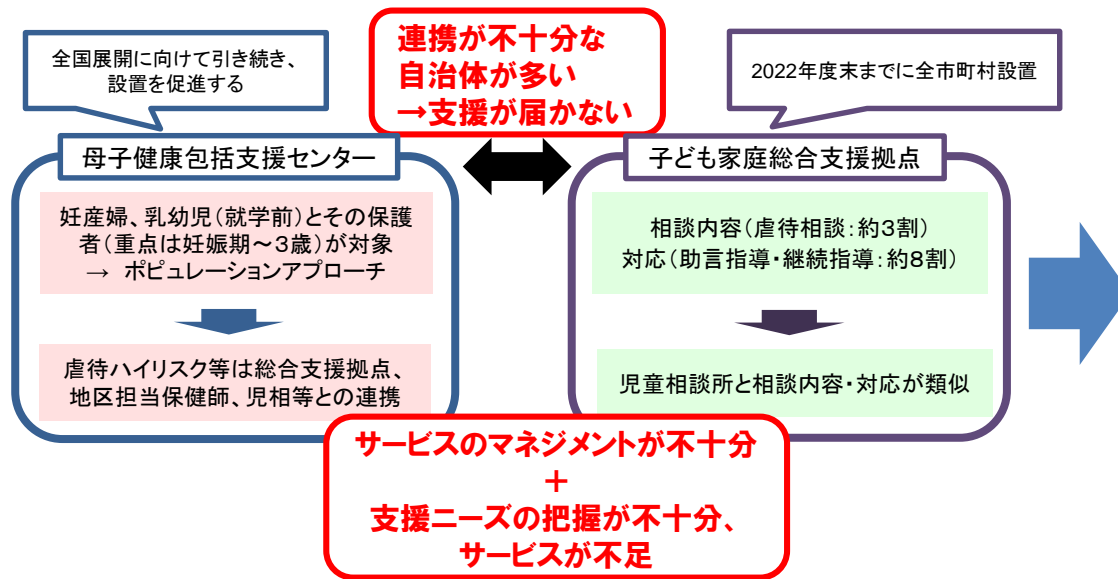 全国展開に向けて引き続き、
設置を促進する
連携が不十分な
自治体が多い
→支援が届かない
2022年度末までに全市町村設置
母子健康包括支援センター
妊産婦、乳幼児（就学前）とその保護
者（重点は妊娠期～３歳）が対象
→ ポピュレーションアプローチ
虐待ハイリスク等は総合支援拠点、
地区担当保健師、児相等との連携
子ども家庭総合支援拠点
相談内容（虐待相談：約３割）
対応（助言指導・継続指導：約８割）
児童相談所と相談内容・対応が類似
サービスのマネジメントが不十分
＋
支援ニーズの把握が不十分、
サービスが不足